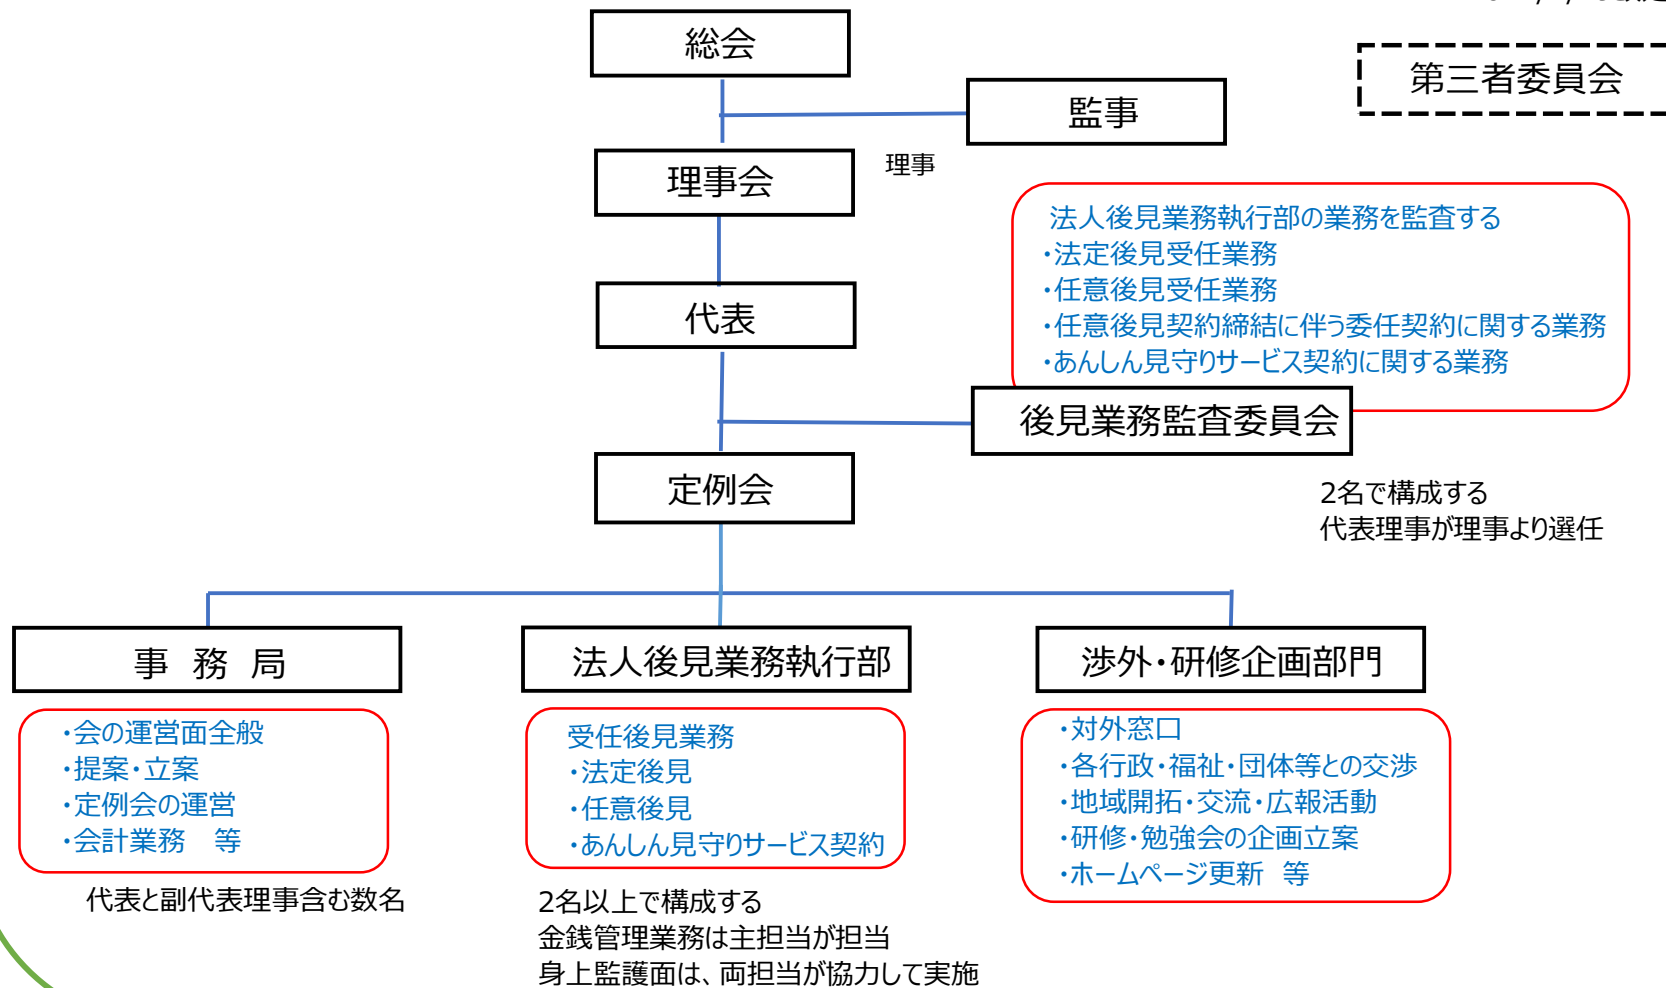 総会
第三者委員会
監事
理事会
理事
法人後見業務執行部の業務を監査する
・法定後見受任業務
・任意後見受任業務
・任意後見契約締結に伴う委任契約に関する業務
・あんしん見守りサービス契約に関する業務
代表
後見業務監査委員会
定例会
2名で構成する
代表理事が理事より選任
事 務 局
法人後見業務執行部
渉外・研修企画部門
・会の運営面全般
・提案・立案
・定例会の運営
・会計業務 等
代表と副代表理事含む数名
受任後見業務
・法定後見
・任意後見
・あんしん見守りサービス契約
2名以上で構成する
金銭管理業務は主担当が担当
身上監護面は、両担当が協力して実施
・対外窓口
・各行政・福祉・団体等との交渉
・地域開拓・交流・広報活動
・研修・勉強会の企画立案
・ホームページ更新 等